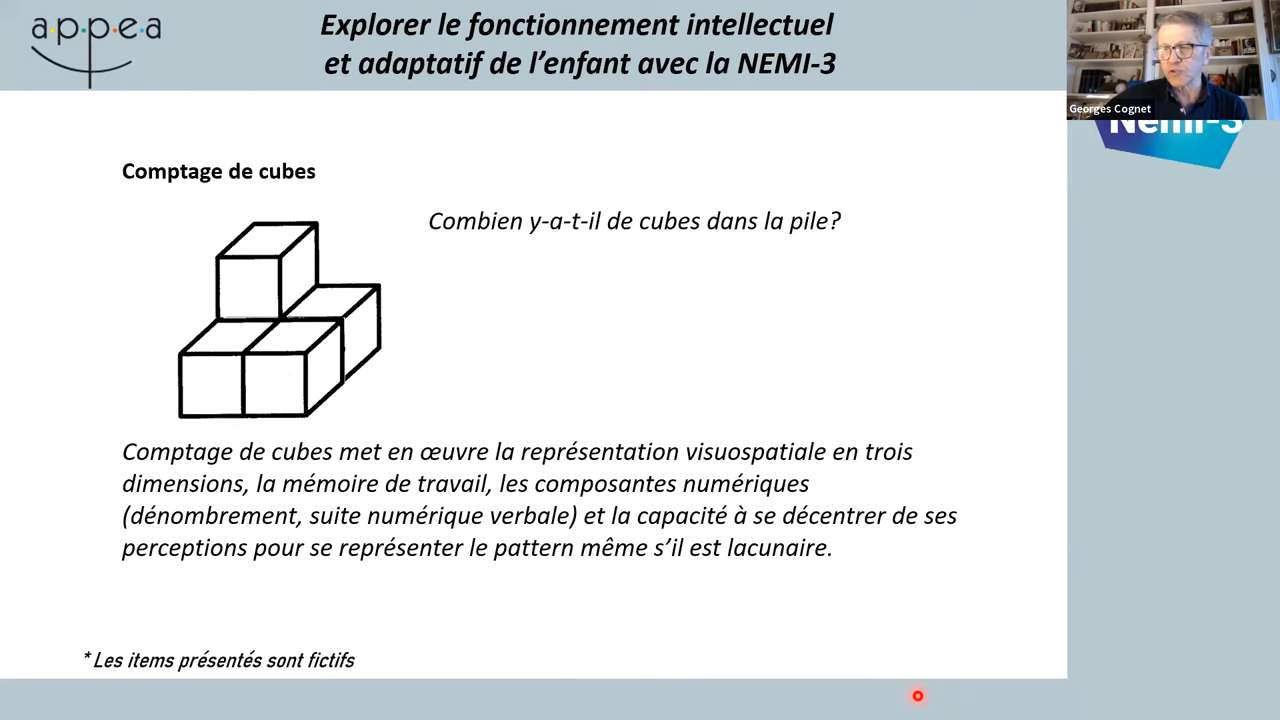 a·p·p·e·a
Explorer le fonctionnement intellectuel
et adaptatif de l’enfant avec la NEMI-3
Georges Cognet
Nemi-3
Comptage de cubes
Combien y-a-t-il de cubes dans la pile?
Comptage de cubes met en œuvre la représentation visuospatiale en trois
dimensions, la mémoire de travail, les composantes numériques
(dénombrement, suite numérique verbale) et la capacité à se décentrer de ses
perceptions pour se représenter le pattern même s’il est lacunaire.
* Les items présentés sont fictifs